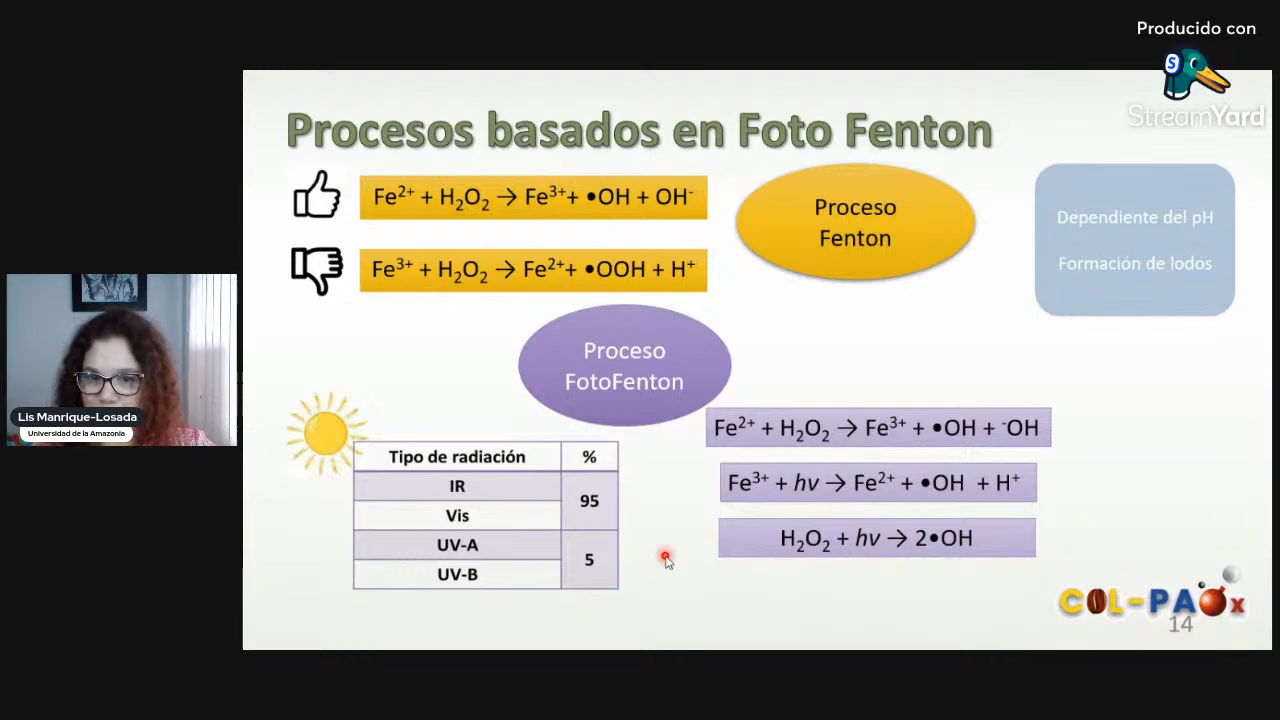 Producido con
S
StreamYard
Procesos basados en Foto Fenton
Fe²⁺ + H₂O₂ → Fe³⁺+ •OH + OH⁻
Fe³⁺ + H₂O₂ → Fe²⁺+ •OOH + H⁺
Proceso
Fenton
Dependiente del pH
Formación de lodos
Proceso
FotoFenton
Tipo de radiación %
IR
95
Vis
UV-A
5
UV-B
Fe²⁺ + H₂O₂ → Fe³⁺ + •OH + ⁻OH
Fe³⁺ + hv → Fe²⁺ + •OH + H⁺
H₂O₂ + hv → 2•OH
COL-PAOx
14
Lis Manrique-Losada
Universidad de la Amazonia